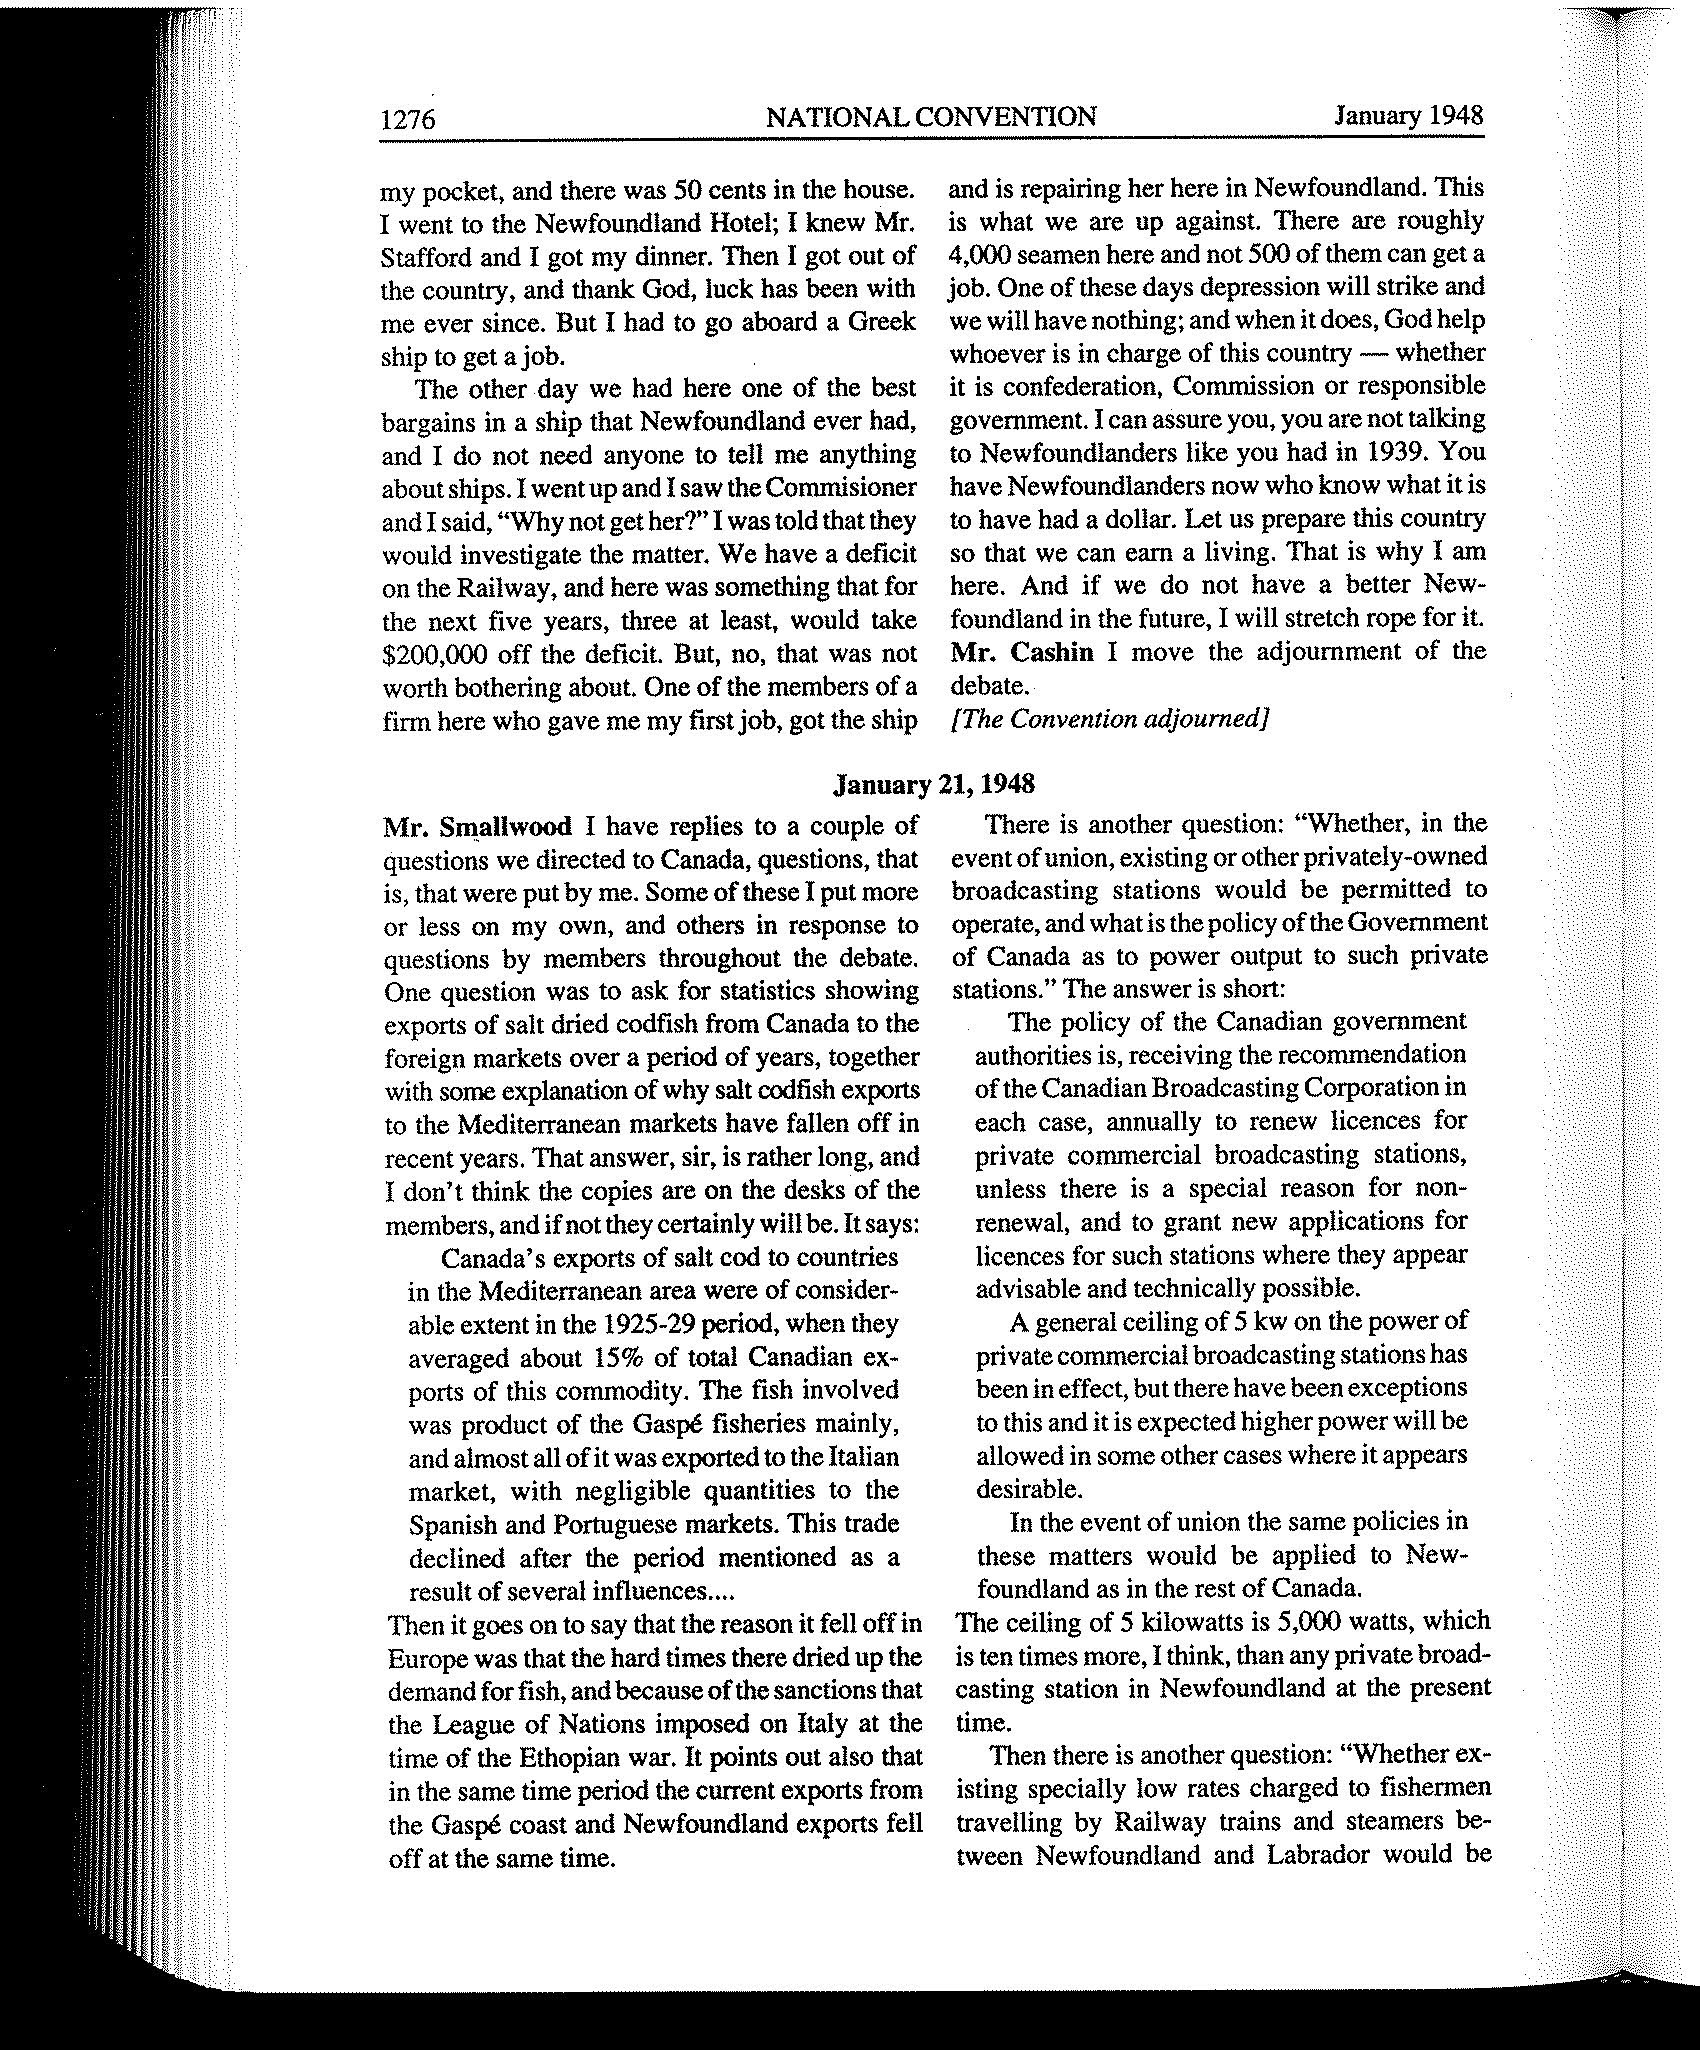 1276 NATIONAL CONVENTION January 1948
my pocket, and there was 50 cents in the house.
I went to the Newfoundland Hotel; I knew Mr.
Stafford and I got my dinner. Then I got out of
the country, and thank God, luck has been with
me ever since. But I had to go aboard a Greek
ship to get a job.
The other day we had here one of the best
bargains in a ship that Newfoundland ever had,
and I do not need anyone to tell me anything
about ships. I went up and I saw the Commisioner
and I said, “Why not get her?” I was told that they
would investigate the matter. We have a deficit
on the Railway, and here was something that for
the next five years, three at least, would take
$200,000 off the deficit. But, no, that was not
worth bothering about. One of the members of a
firm here who gave me my first job, got the ship
and is repairing her here in Newfoundland. This
is what we are up against. There are roughly
4,000 seamen here and not 500 of them can get a
job. One of these days depression will strike and
we will have nothing; and when it does, God help
whoever is in charge of this country — whether
it is confederation, Commission or responsible
government. I can assure you, you are not talking
to Newfoundlanders like you had in 1939. You
have Newfoundlanders now who know what it is
to have had a dollar. Let us prepare this country
so that we can earn a living. That is why I am
here. And if we do not have a better New-
foundland in the future, I will stretch rope for it.
Mr. Cashin I move the adjournment of the
debate.
[The Convention adjourned]
January 21, 1948
Mr. Smallwood I have replies to a couple of
questions we directed to Canada, questions, that
is, that were put by me. Some of these I put more
or less on my own, and others in response to
questions by members throughout the debate.
One question was to ask for statistics showing
exports of salt dried codfish from Canada to the
foreign markets over a period of years, together
with some explanation of why salt codfish exports
to the Mediterranean markets have fallen off in
recent years. That answer, sir, is rather long, and
I don't think the copies are on the desks of the
members, and if not they certainly will be. It says:
Canada's exports of salt cod to countries
in the Mediterranean area were of consider-
able extent in the 1925-29 period, when they
averaged about 15% of total Canadian ex-
ports of this commodity. The fish involved
was product of the Gaspé fisheries mainly,
and almost all of it was exported to the Italian
market, with negligible quantities to the
Spanish and Portuguese markets. This trade
declined after the period mentioned as a
result of several influences....
Then it goes on to say that the reason it fell off in
Europe was that the hard times there dried up the
demand for fish, and because of the sanctions that
the League of Nations imposed on Italy at the
time of the Ethopian war. It points out also that
in the same time period the current exports from
the Gaspé coast and Newfoundland exports fell
off at the same time.
There is another question: “Whether, in the
event of union, existing or other privately-owned
broadcasting stations would be permitted to
operate, and what is the policy of the Government
of Canada as to power output to such private
stations.” The answer is short:
The policy of the Canadian government
authorities is, receiving the recommendation
of the Canadian Broadcasting Corporation in
each case, annually to renew licences for
private commercial broadcasting stations,
unless there is a special reason for non-
renewal, and to grant new applications for
licences for such stations where they appear
advisable and technically possible.
A general ceiling of 5 kw on the power of
private commercial broadcasting stations has
been in effect, but there have been exceptions
to this and it is expected higher power will be
allowed in some other cases where it appears
desirable.
In the event of union the same policies in
these matters would be applied to New-
foundland as in the rest of Canada.
The ceiling of 5 kilowatts is 5,000 watts, which
is ten times more, I think, than any private broad-
casting station in Newfoundland at the present
time.
Then there is another question: “Whether ex-
isting specially low rates charged to fishermen
travelling by Railway trains and steamers be-
tween Newfoundland and Labrador would be